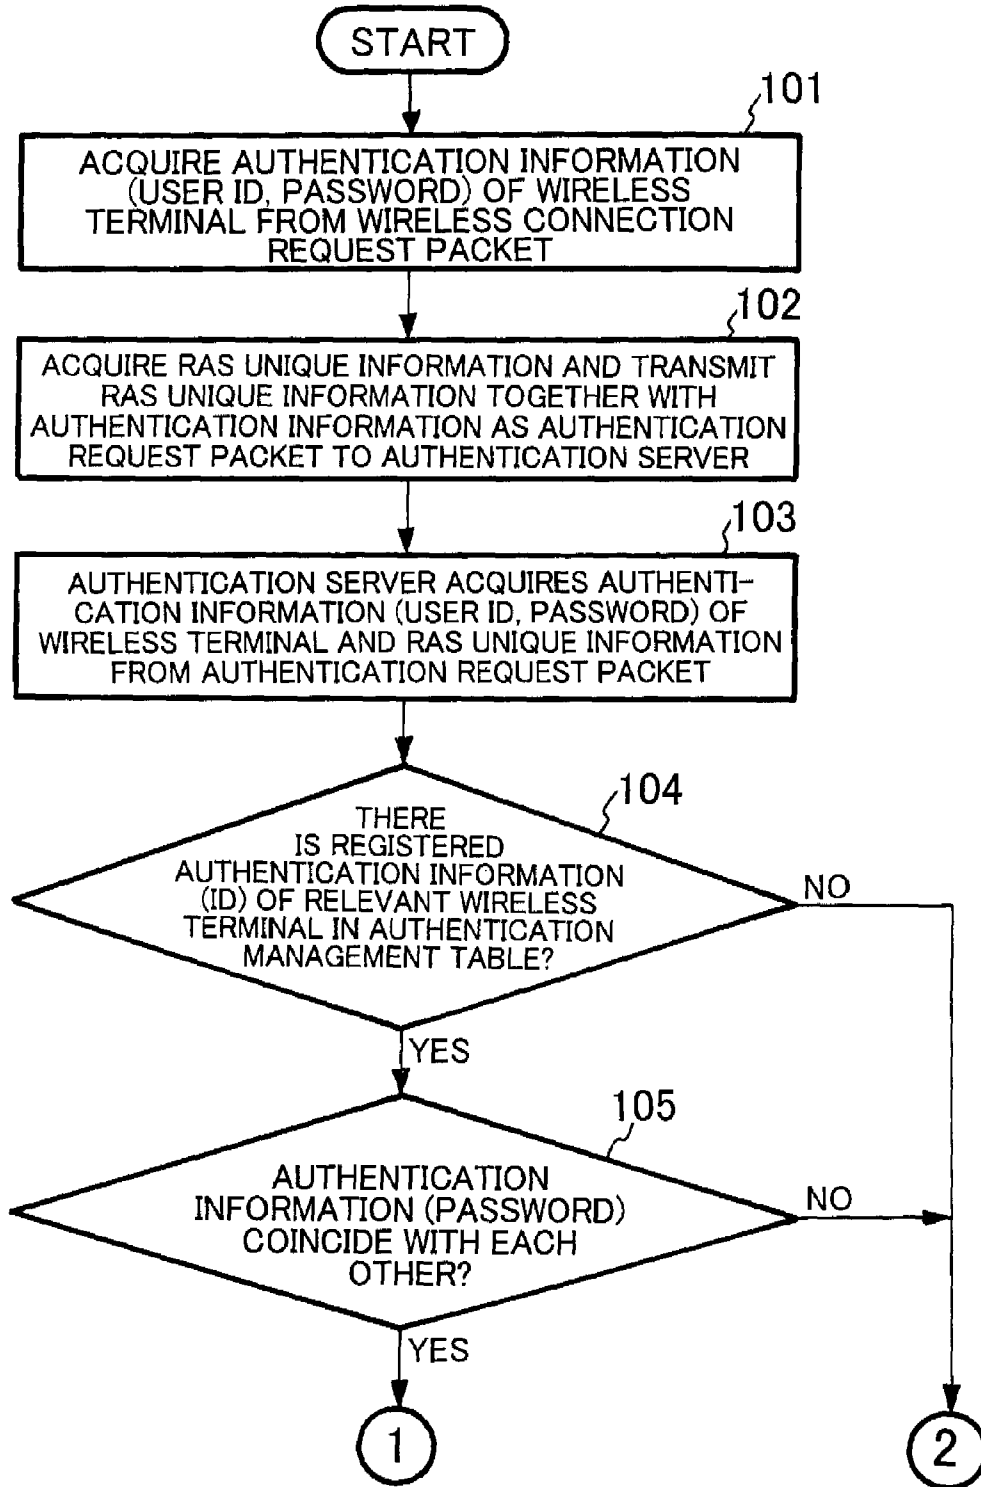 START
101
ACQUIRE AUTHENTICATION INFORMATION
(USER ID, PASSWORD) OF WIRELESS
TERMINAL FROM WIRELESS CONNECTION
REQUEST PACKET
102
ACQUIRE RAS UNIQUE INFORMATION AND TRANSMIT
RAS UNIQUE INFORMATION TOGETHER WITH
AUTHENTICATION INFORMATION AS AUTHENTICATION
REQUEST PACKET TO AUTHENTICATION SERVER
103
AUTHENTICATION SERVER ACQUIRES AUTHENTI-
CATION INFORMATION (USER ID, PASSWORD) OF
WIRELESS TERMINAL AND RAS UNIQUE INFORMATION
FROM AUTHENTICATION REQUEST PACKET
104
THERE
IS REGISTERED
AUTHENTICATION INFORMATION
(ID) OF RELEVANT WIRELESS
TERMINAL IN AUTHENTICATION
MANAGEMENT TABLE?
NO
YES
105
AUTHENTICATION
INFORMATION (PASSWORD)
COINCIDE WITH EACH
OTHER?
NO
YES
1
2